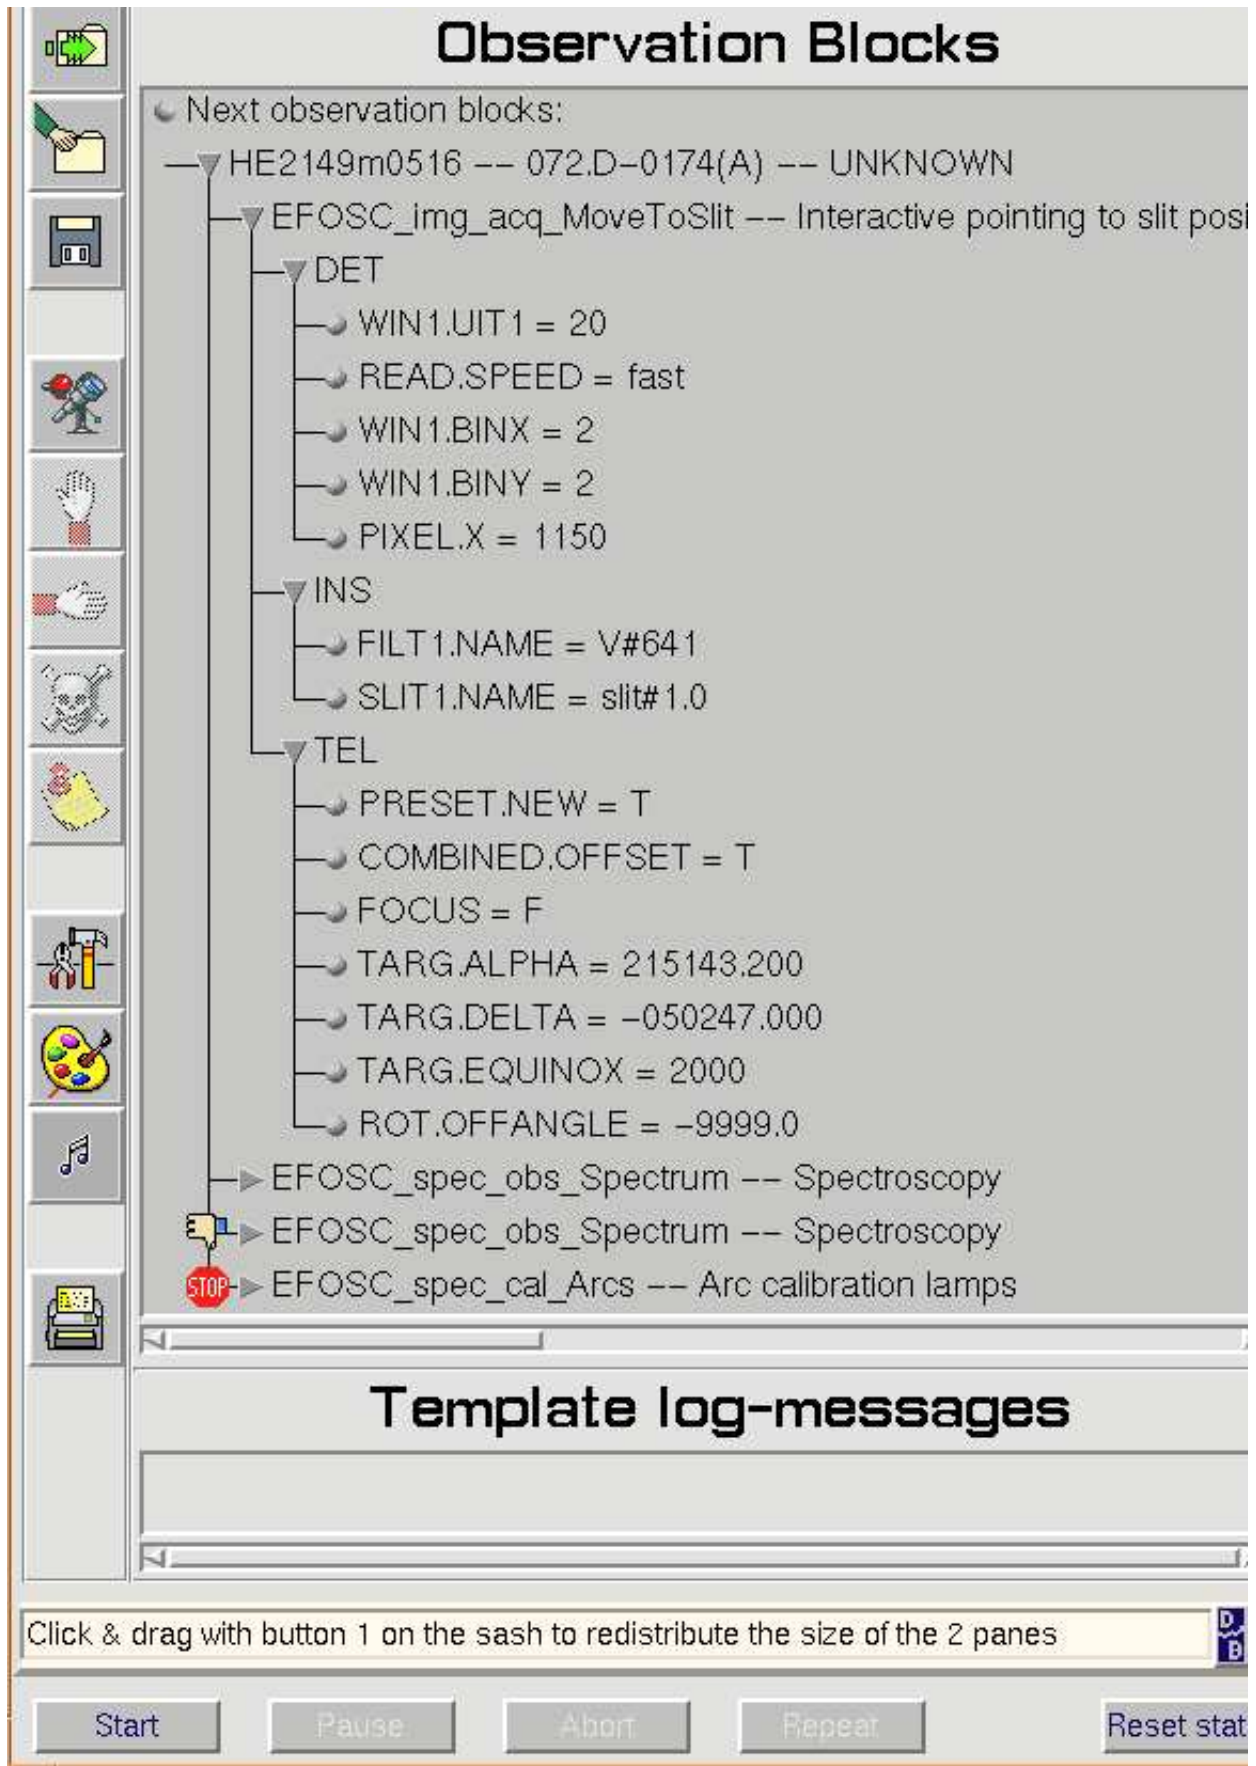 Observation Blocks
Next observation blocks:
HE2149m0516 -- 072.D-0174(A) -- UNKNOWN
EFOSC_img_acq_MoveToSlit -- Interactive pointing to slit posi
DET
WIN1.UIT1 = 20
READ.SPEED = fast
WIN1.BINX = 2
WIN1.BINY = 2
PIXEL.X = 1150
INS
FILT1.NAME = V#641
SLIT1.NAME = slit#1.0
TEL
PRESET.NEW = T
COMBINED.OFFSET = T
FOCUS = F
TARG.ALPHA = 215143.200
TARG.DELTA = -050247.000
TARG.EQUINOX = 2000
ROT.OFFANGLE = -9999.0
EFOSC_spec_obs_Spectrum -- Spectroscopy
EFOSC_spec_obs_Spectrum -- Spectroscopy
STOP EFOSC_spec_cal_Arcs -- Arc calibration lamps
Template log-messages
Click & drag with button 1 on the sash to redistribute the size of the 2 panes
D
B
Start Pause Abort Repeat Reset stat